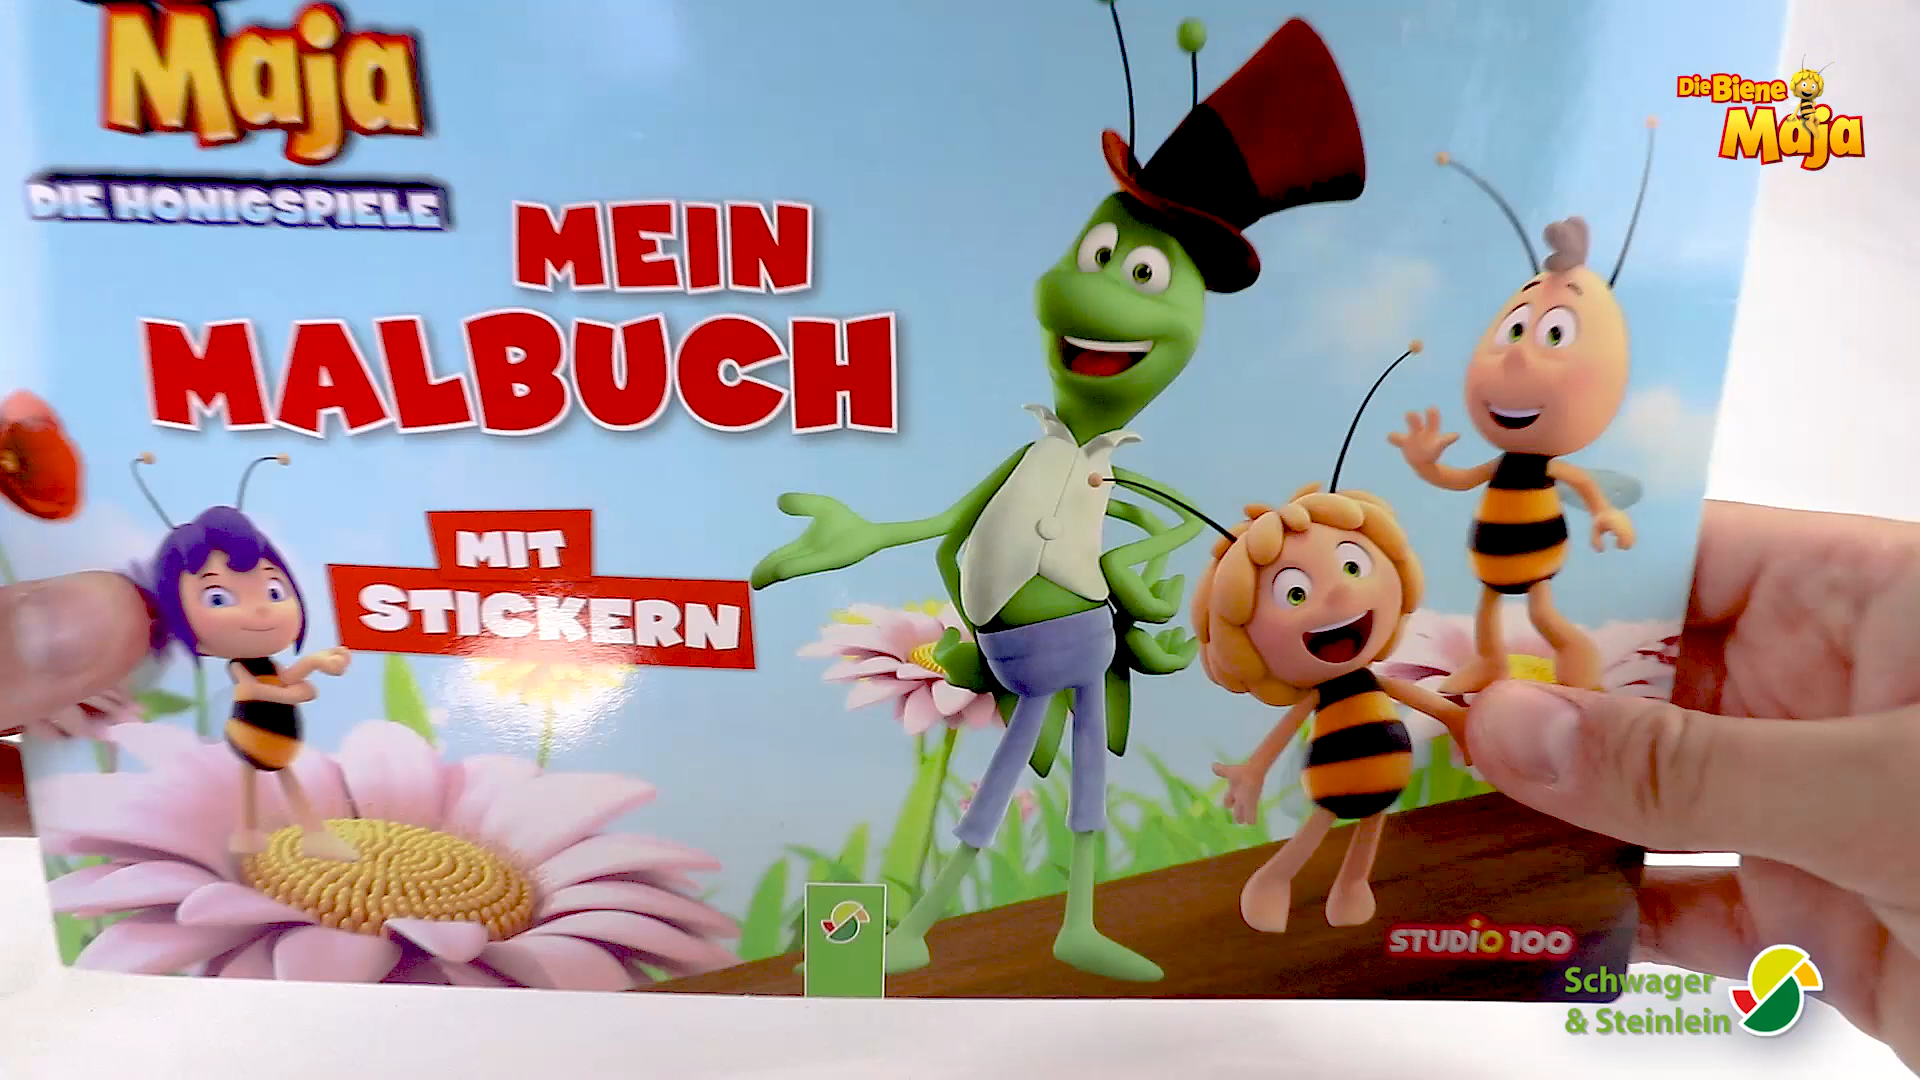 Maja
DIE HONIGSPIELE
MEIN
MALBUCH
MIT
STICKERN
STUDIO 100
Die Biene
Maja
Schwager
& Steinlein